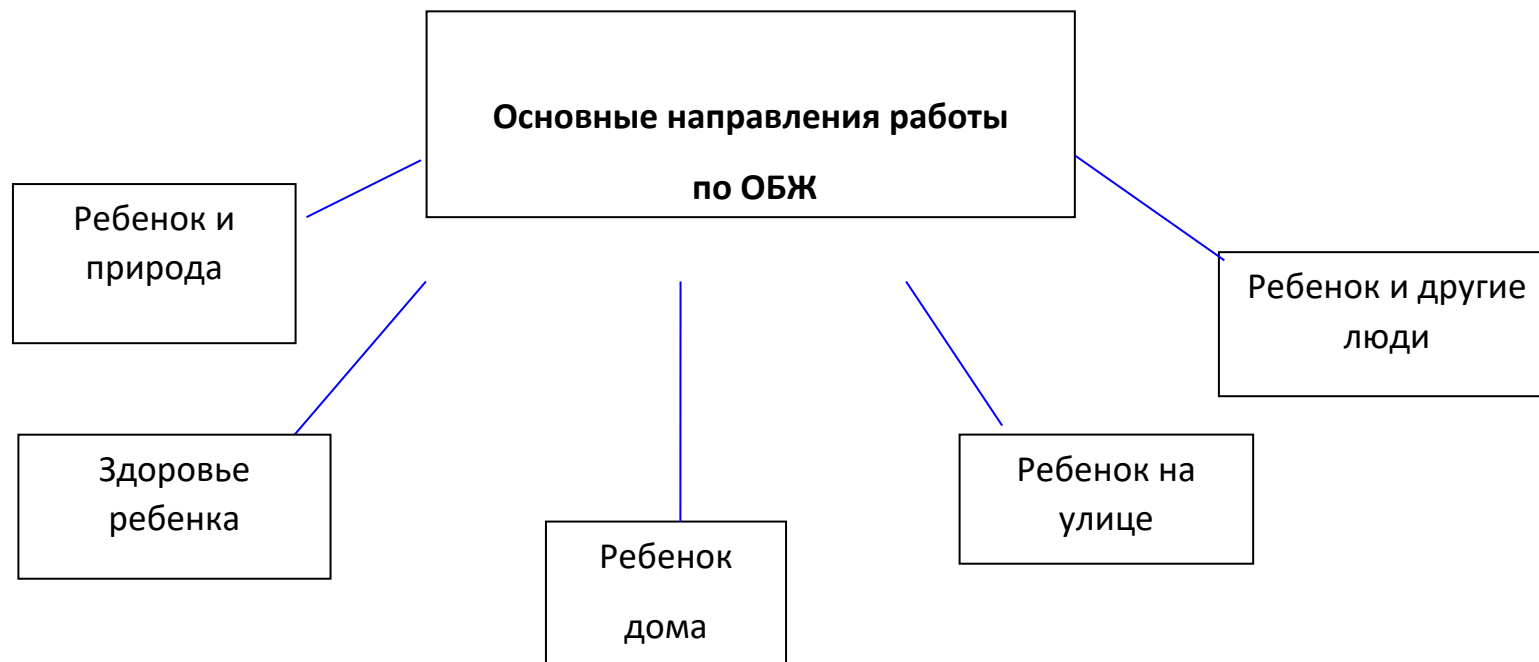 Основные направления работы
по ОБЖ
Ребенок и
природа
Ребенок и другие
люди
Здоровье
ребенка
Ребенок на
улице
Ребенок
дома